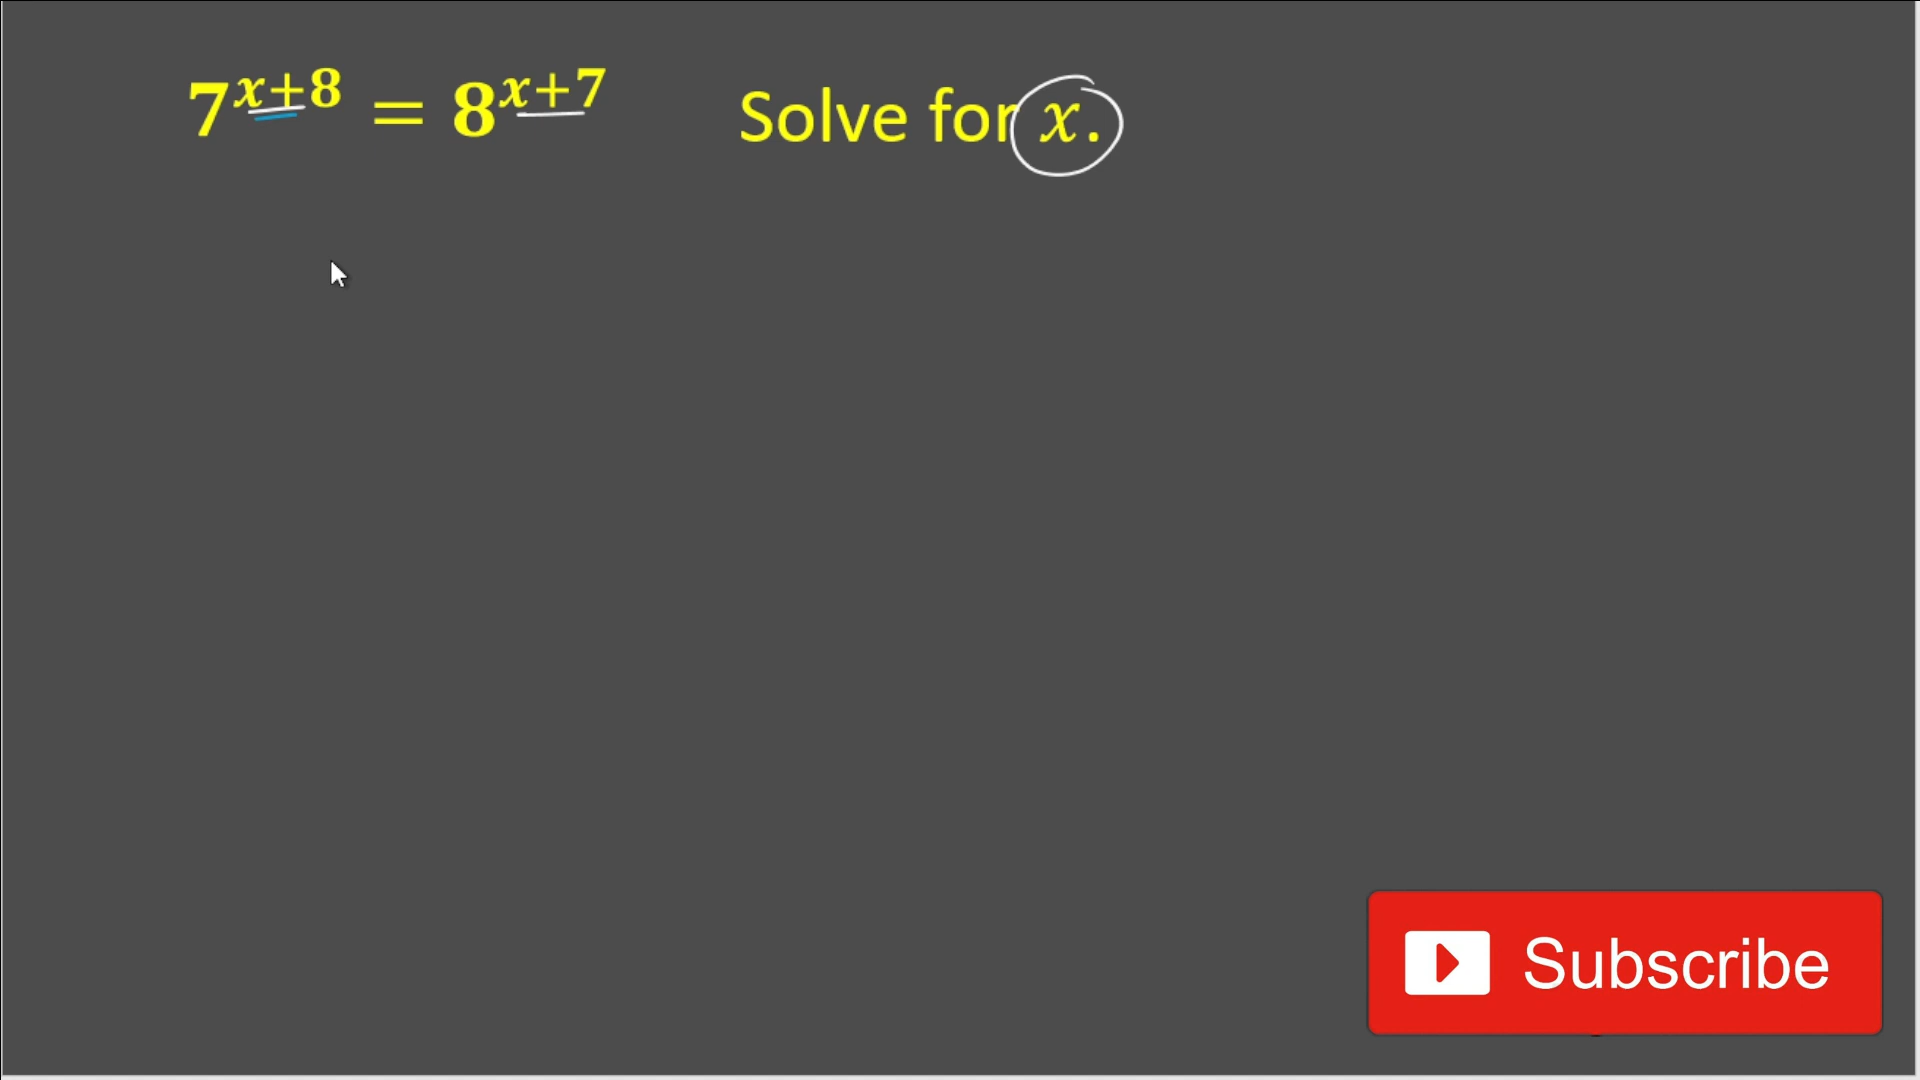 7^{x+8} = 8^{x+7} Solve for x.
Subscribe